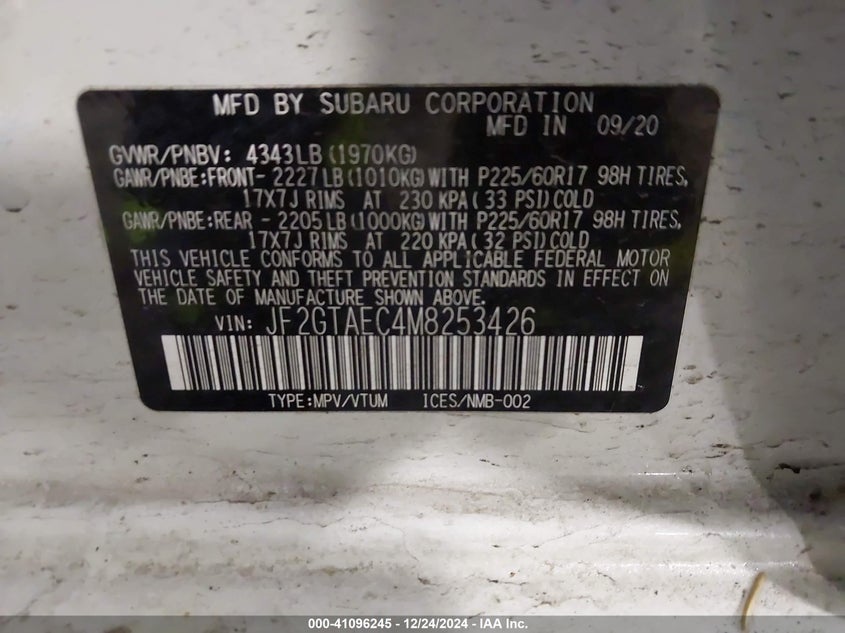 MFD BY SUBARU CORPORATION
MFD IN 09/20
GVWR/PNBV: 4343LB(1970KG)
GAWR/PNBE:FRONT-2227LB(1010KG)WITH P225/60R17 98H TIRES,
17X7J RIMS AT 230 KPA(33 PSI)COLD
GAWR/PNBE:REAR -2205LB(1000KG)WITH P225/60R17 98H TIRES,
17X7J RIMS AT 220 KPA(32 PSI)COLD
THIS VEHICLE CONFORMS TO ALL APPLICABLE FEDERAL MOTOR
VEHICLE SAFETY AND THEFT PREVENTION STANDARDS IN EFFECT ON
THE DATE OF MANUFACTURE SHOWN ABOVE.
VIN: JF2GTAEC4M8253426
TYPE:MPV/VTUM ICES/NMB-002
000-41096245 - 12/24/2024 - IAA Inc.